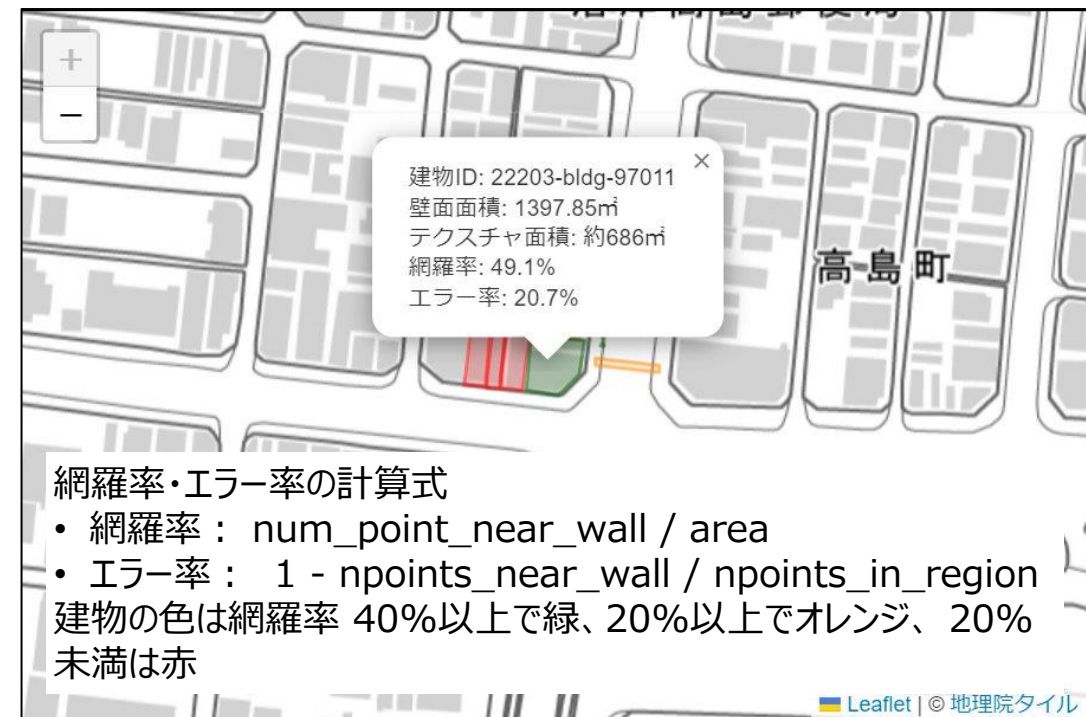 +
−
×
建物ID: 22203-bldg-97011
壁面面積: 1397.85㎡
テクスチャ面積: 約686㎡
網羅率: 49.1%
エラー率: 20.7%
高島町
網羅率・エラー率の計算式
• 網羅率： num_point_near_wall / area
• エラー率： 1 - npoints_near_wall / npoints_in_region
建物の色は網羅率 40%以上で緑、20%以上でオレンジ、 20%
未満は赤
Leaflet | © 地理院タイル